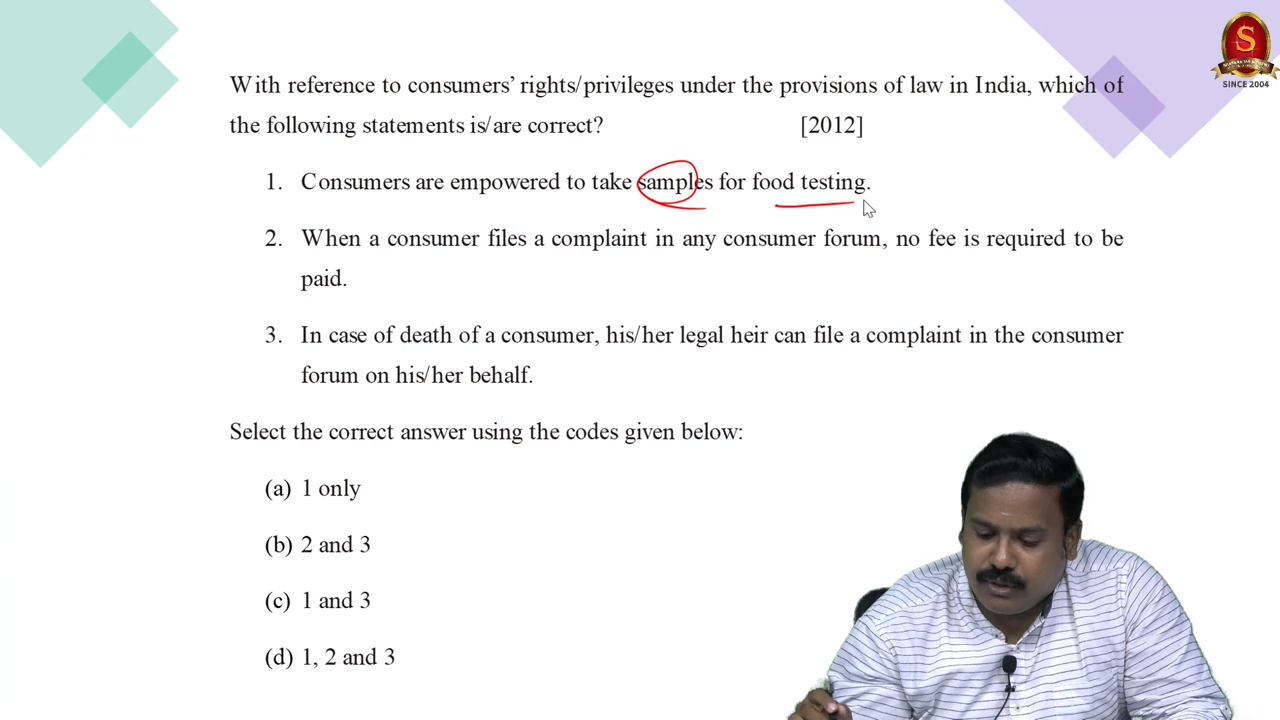 S
SINCE 2004
With reference to consumers’ rights/privileges under the provisions of law in India, which of
the following statements is/are correct? [2012]
1. Consumers are empowered to take samples for food testing.
2. When a consumer files a complaint in any consumer forum, no fee is required to be
paid.
3. In case of death of a consumer, his/her legal heir can file a complaint in the consumer
forum on his/her behalf.
Select the correct answer using the codes given below:
(a) 1 only
(b) 2 and 3
(c) 1 and 3
(d) 1, 2 and 3